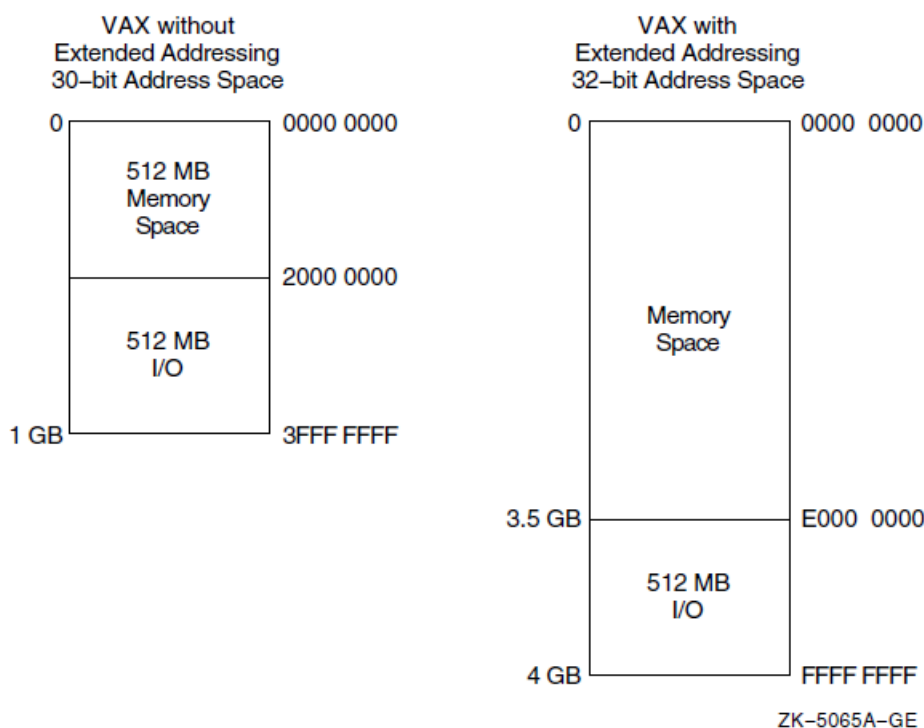 VAX without
Extended Addressing
30–bit Address Space
0
0000 0000
512 MB
Memory
Space
2000 0000
512 MB
I/O
1 GB
3FFF FFFF
VAX with
Extended Addressing
32–bit Address Space
0
0000 0000
Memory
Space
3.5 GB
E000 0000
512 MB
I/O
4 GB
FFFF FFFF
ZK–5065A–GE